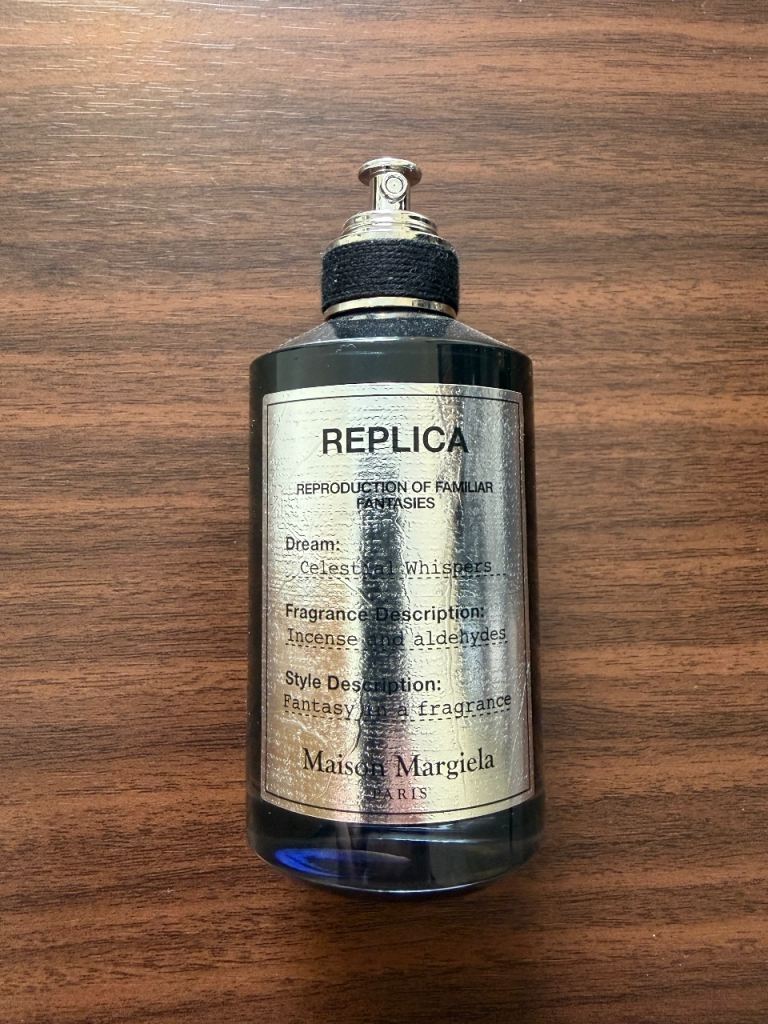 REPLICA
REPRODUCTION OF FAMILIAR
FANTASIES
Dream:
Celestial Whispers
Fragrance Description:
Incense and aldehydes
Style Description:
Fantasy in a fragrance
Maison Margiela
PARIS